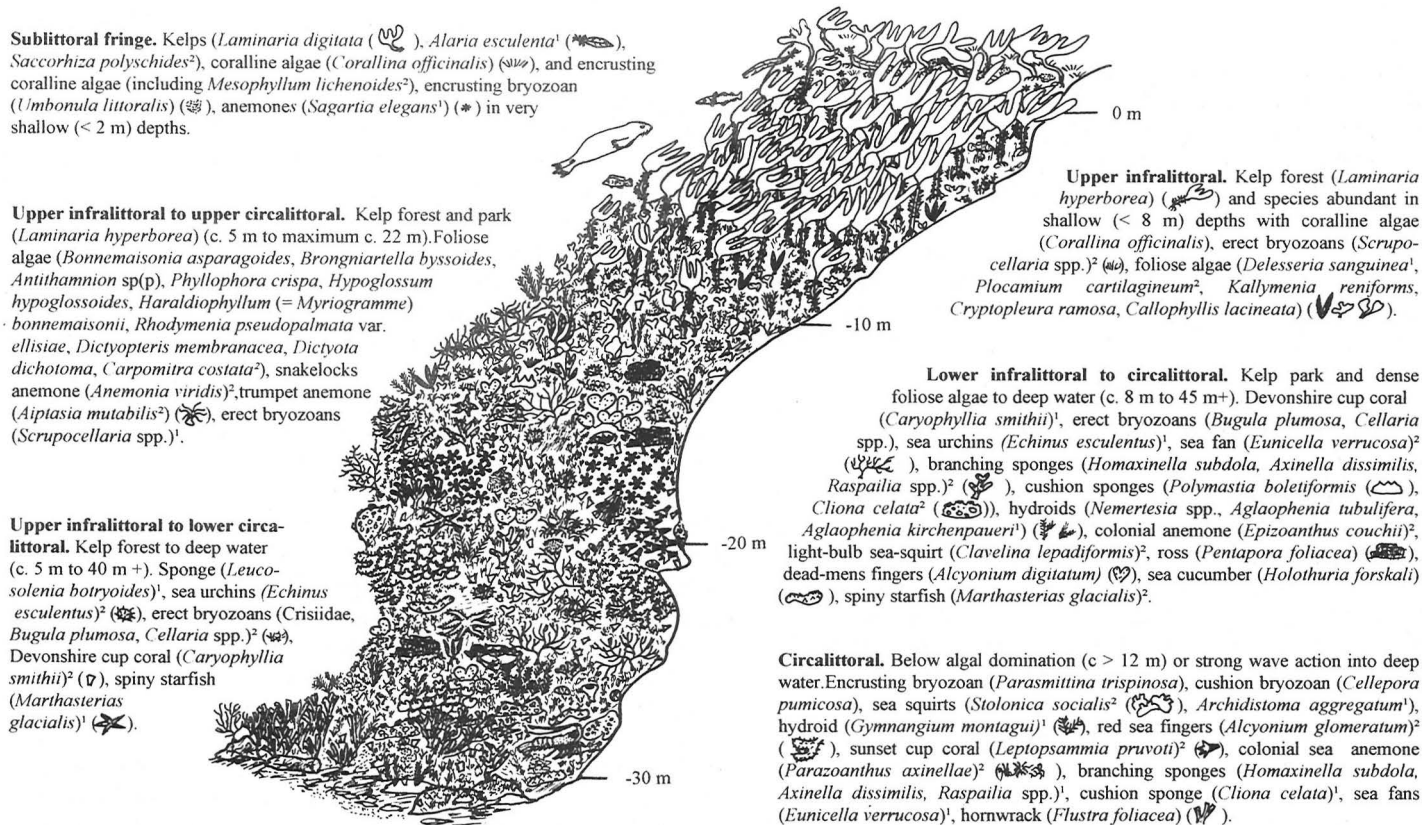 Sublittoral fringe. Kelps (Laminaria digitata ( ), Alaria esculenta¹ ( ),
Saccorhiza polyschides²), coralline algae (Corallina officinalis) ( ), and encrusting
coralline algae (including Mesophyllum lichenoides²), encrusting bryozoan
(Umbonula littoralis) ( ), anemones (Sagartia elegans¹) ( ) in very
shallow (< 2 m) depths.
Upper infralittoral to upper circalittoral. Kelp forest and park
(Laminaria hyperborea) (c. 5 m to maximum c. 22 m).Foliose
algae (Bonnemaisonia asparagoides, Brongniartella byssoides,
Antithamnion sp(p), Phyllophora crispa, Hypoglossum
hypoglossoides, Haraldiophyllum (= Myriogramme)
bonnemaisonii, Rhodymenia pseudopalmata var.
ellisiae, Dictyopteris membranacea, Dictyota
dichotoma, Carpomitra costata²), snakelocks
anemone (Anemonia viridis)²,trumpet anemone
(Aiptasia mutabilis²) ( ), erect bryozoans
(Scrupocellaria spp.)¹.
Upper infralittoral to lower circa-
littoral. Kelp forest to deep water
(c. 5 m to 40 m +). Sponge (Leuco-
solenia botryoides)¹, sea urchins (Echinus
esculentus)² ( ), erect bryozoans (Crisiidae,
Bugula plumosa, Cellaria spp.)² ( ),
Devonshire cup coral (Caryophyllia
smithii)² ( ), spiny starfish
(Marthasterias
glacialis)¹ ( ).
0 m
-10 m
-20 m
-30 m
Upper infralittoral. Kelp forest (Laminaria
hyperborea) ( ) and species abundant in
shallow (< 8 m) depths with coralline algae
(Corallina officinalis), erect bryozoans (Scrupo-
cellaria spp.)² ( ), foliose algae (Delesseria sanguinea¹,
Plocamium cartilagineum², Kallymenia reniforms,
Cryptopleura ramosa, Callophyllis lacineata) ( ).
Lower infralittoral to circalittoral. Kelp park and dense
foliose algae to deep water (c. 8 m to 45 m+). Devonshire cup coral
(Caryophyllia smithii)¹, erect bryozoans (Bugula plumosa, Cellaria
spp.), sea urchins (Echinus esculentus)¹, sea fan (Eunicella verrucosa)²
( ), branching sponges (Homaxinella subdola, Axinella dissimilis,
Raspailia spp.)² ( ), cushion sponges (Polymastia boletiformis ( ),
Cliona celata² ( )), hydroids (Nemertesia spp., Aglaophenia tubulifera,
Aglaophenia kirchenpaueri¹) ( ), colonial anemone (Epizoanthus couchii)²,
light-bulb sea-squirt (Clavelina lepadiformis)², ross (Pentapora foliacea) ( ),
dead-mens fingers (Alcyonium digitatum) ( ), sea cucumber (Holothuria forskali)
( ), spiny starfish (Marthasterias glacialis)².
Circalittoral. Below algal domination (c > 12 m) or strong wave action into deep
water.Encrusting bryozoan (Parasmittina trispinosa), cushion bryozoan (Cellepora
pumicosa), sea squirts (Stolonica socialis² ( ), Archidistoma aggregatum¹),
hydroid (Gymnangium montagui)¹ ( ), red sea fingers (Alcyonium glomeratum)²
( ), sunset cup coral (Leptopsammia pruvoti)² ( ), colonial sea anemone
(Parazoanthus axinellae)² ( ), branching sponges (Homaxinella subdola,
Axinella dissimilis, Raspailia spp.)¹, cushion sponge (Cliona celata)¹, sea fans
(Eunicella verrucosa)¹, hornwrack (Flustra foliacea) ( ).